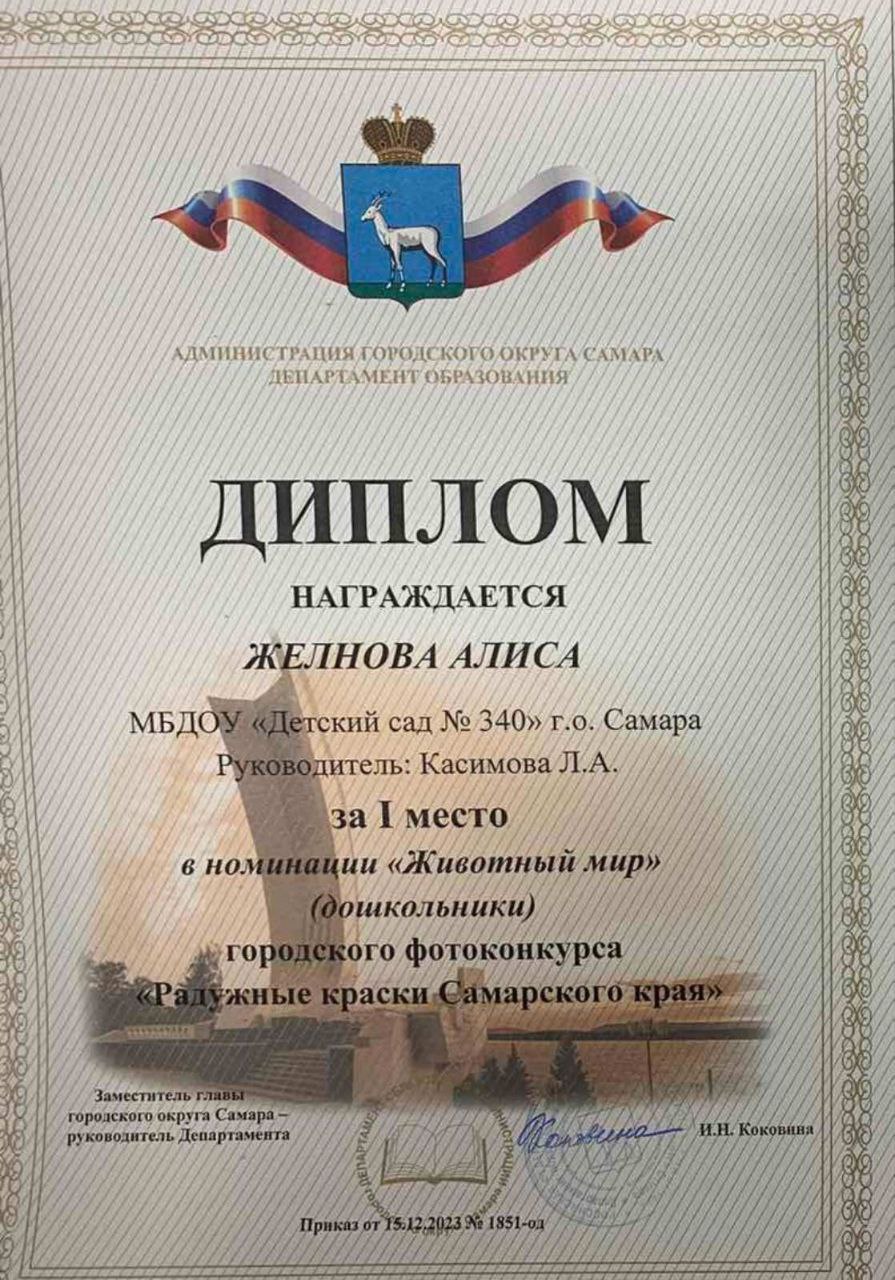 АДМИНИСТРАЦИЯ ГОРОДСКОГО ОКРУГА САМАРА
ДЕПАРТАМЕНТ ОБРАЗОВАНИЯ
ДИПЛОМ
НАГРАЖДАЕТСЯ
ЖЕЛНОВА АЛИСА
МБДОУ «Детский сад № 340» г.о. Самара
Руководитель: Касимова Л.А.
за I место
в номинации «Животный мир»
(дошкольники)
городского фотоконкурса
«Радужные краски Самарского края»
Заместитель главы
городского округа Самара –
руководитель Департамента
Коковина
И.Н. Коковина
Приказ от 15.12.2023 № 1851-од